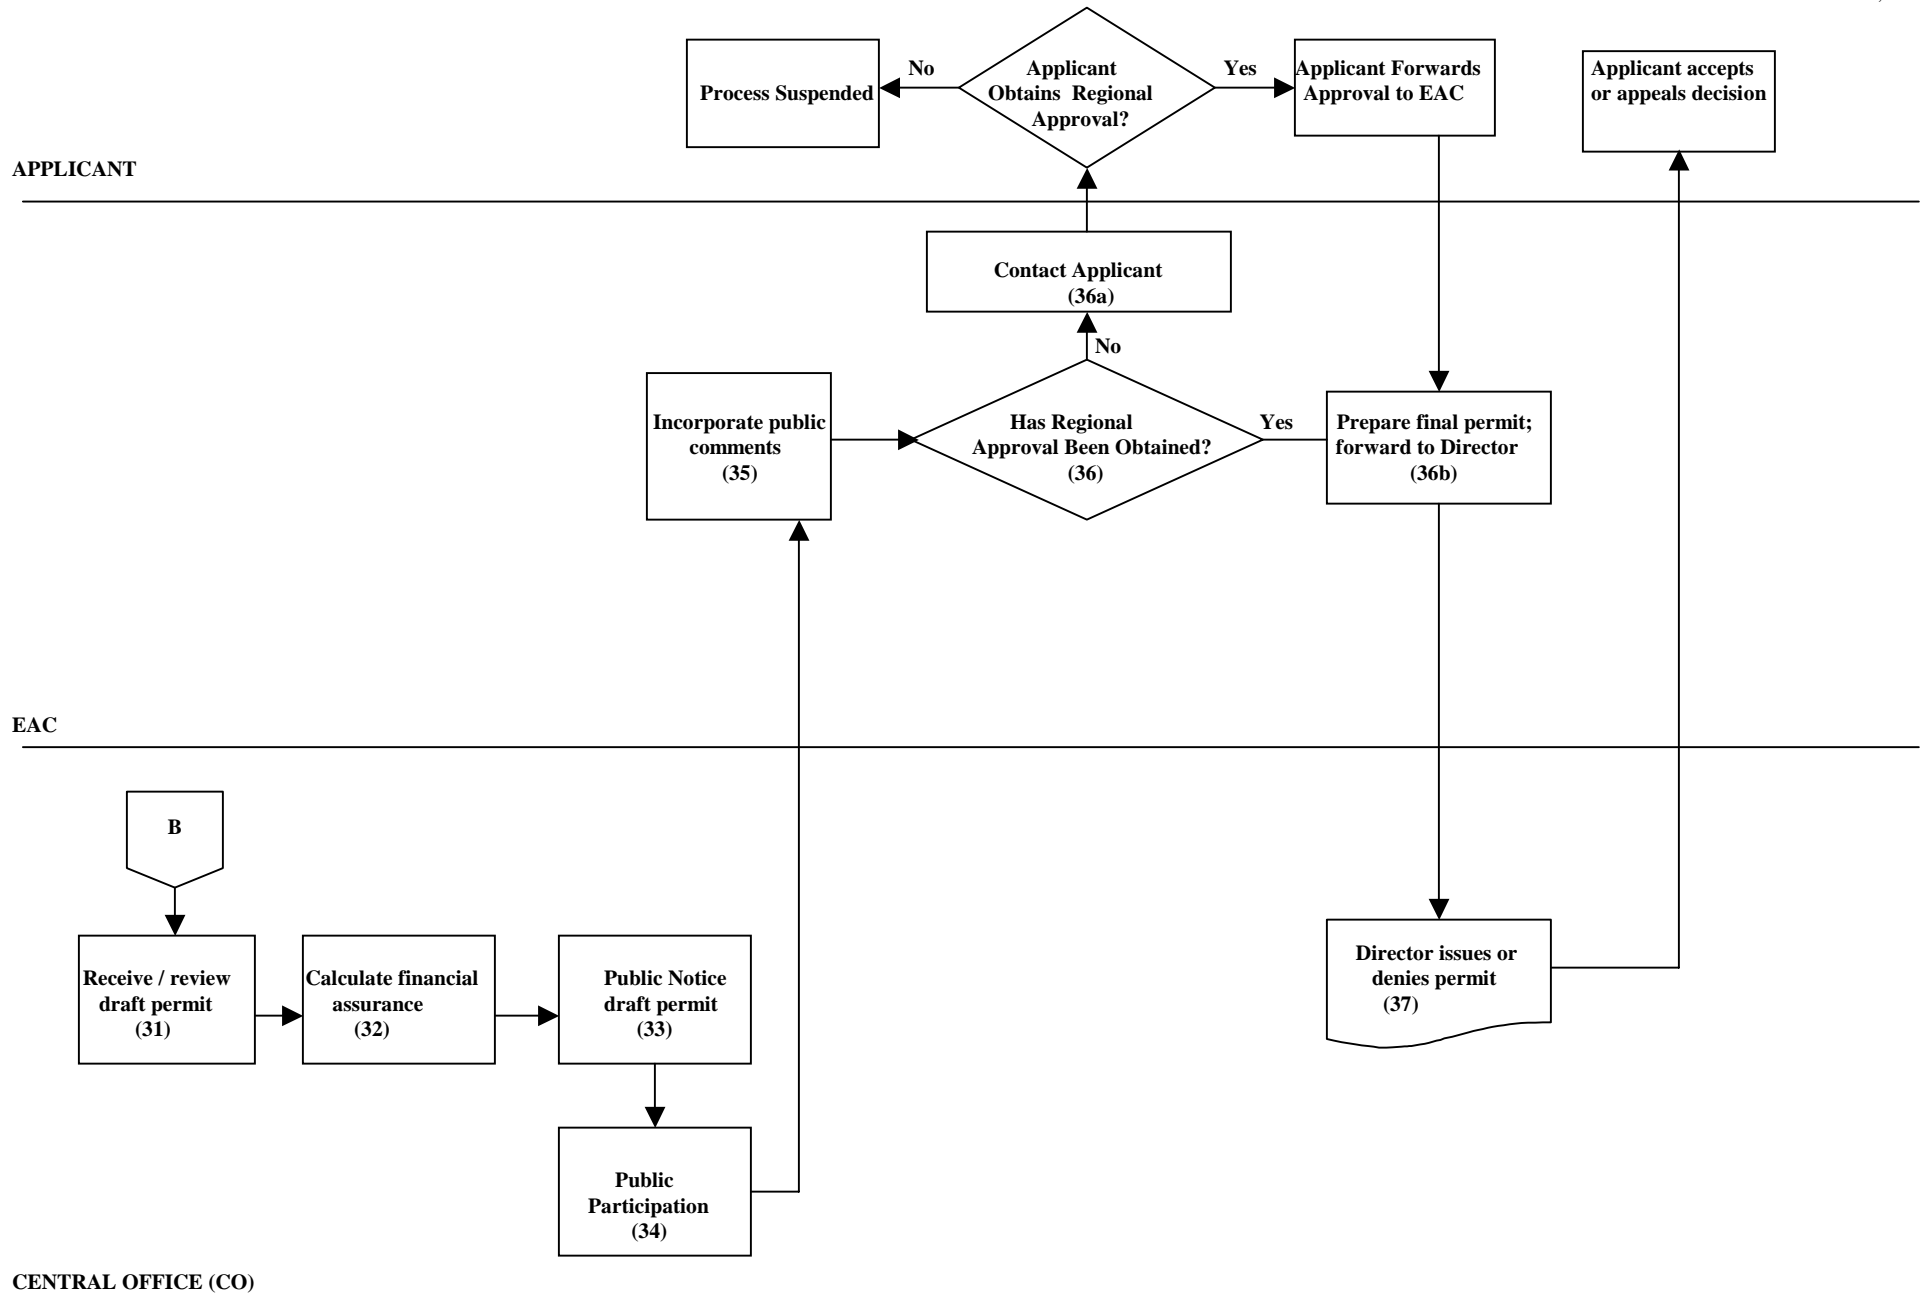 No
Applicant
Obtains Regional
Approval?
Yes
Process Suspended
Applicant Forwards
Approval to EAC
Applicant accepts
or appeals decision
APPLICANT
Contact Applicant
(36a)
No
Incorporate public
comments
(35)
Has Regional
Approval Been Obtained?
(36)
Yes
Prepare final permit;
forward to Director
(36b)
EAC
B
Receive / review
draft permit
(31)
Calculate financial
assurance
(32)
Public Notice
draft permit
(33)
Director issues or
denies permit
(37)
Public
Participation
(34)
CENTRAL OFFICE (CO)